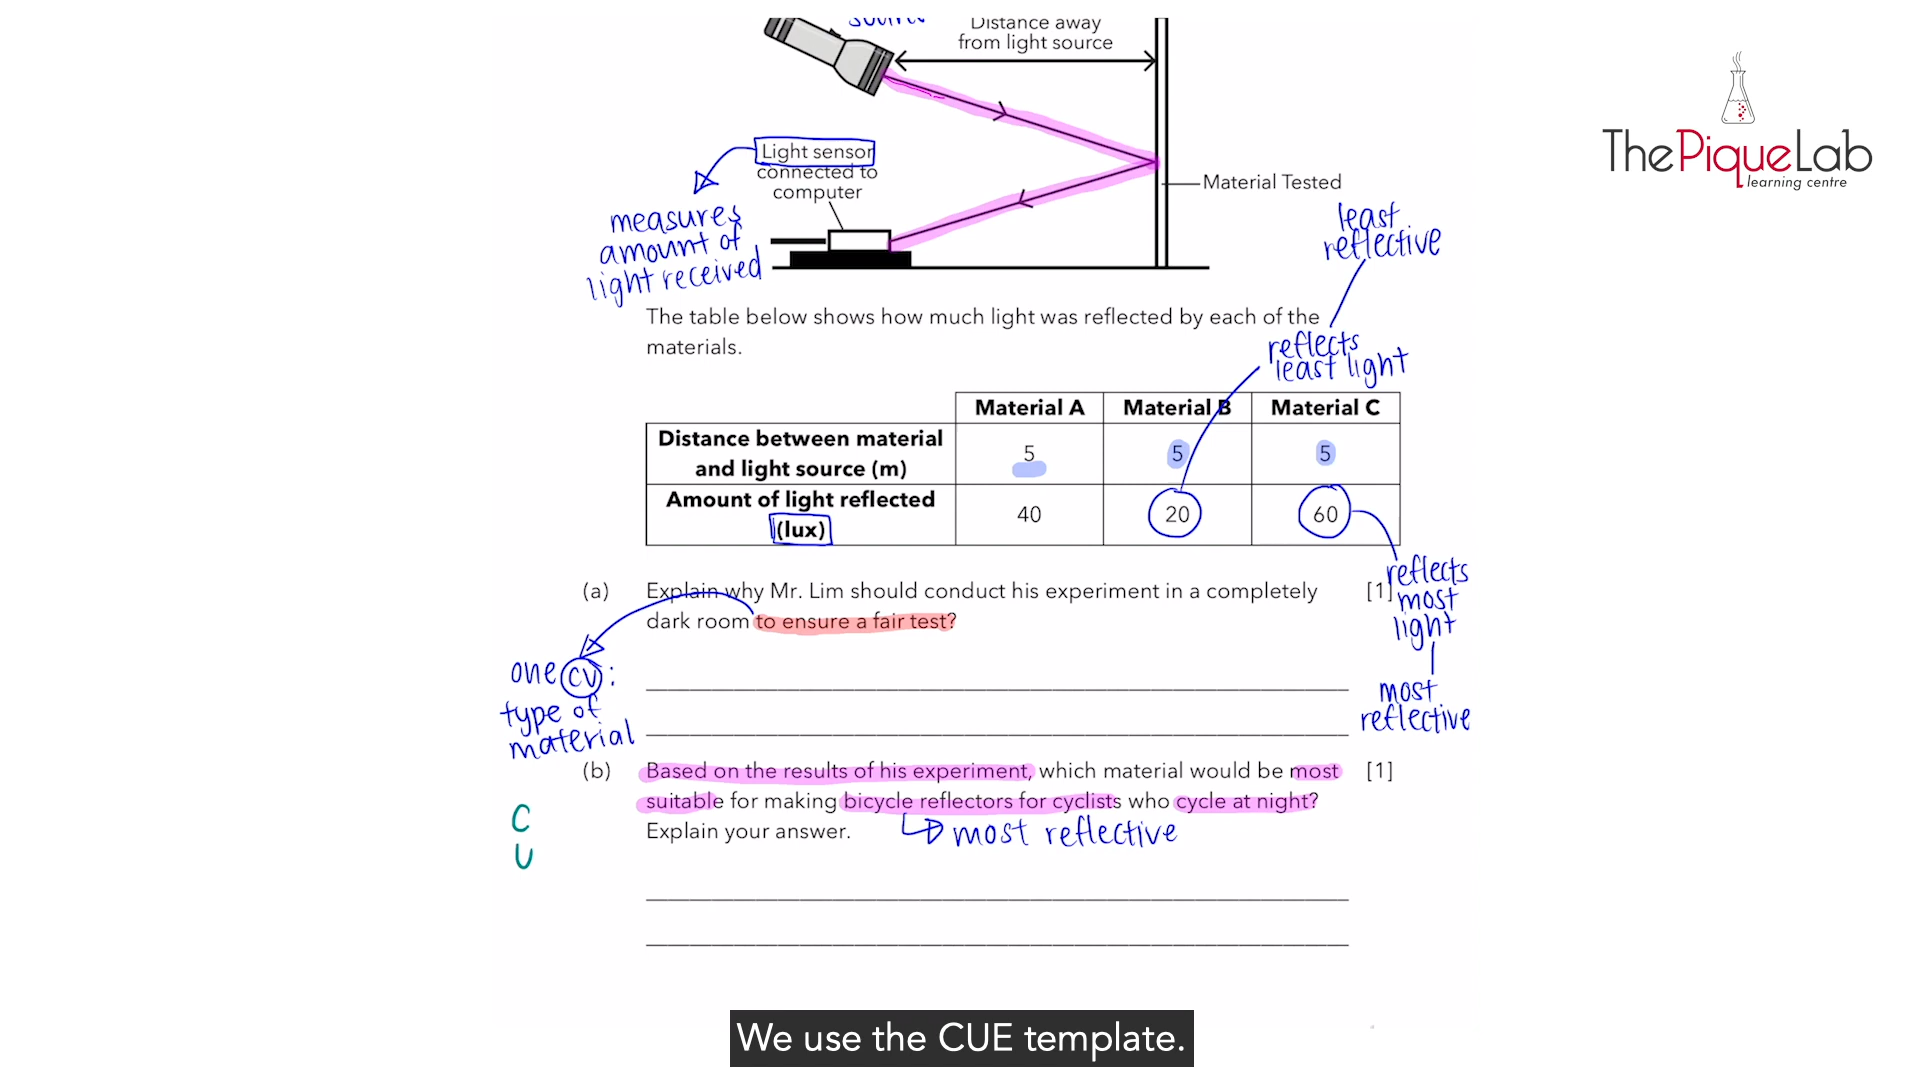 source
Distance away
from light source
ThePiqueLab
learning centre
Light sensor
connected to
computer
Material Tested
measures
amount of
light received
least
reflective
The table below shows how much light was reflected by each of the
materials.
reflects
least light
Material A Material B Material C
Distance between material
and light source (m) 5 5 5
Amount of light reflected
(lux) 40 20 60
reflects
most
light
most
reflective
(a) Explain why Mr. Lim should conduct his experiment in a completely [1]
dark room to ensure a fair test?
one CV:
type of
material
(b) Based on the results of his experiment, which material would be most [1]
suitable for making bicycle reflectors for cyclists who cycle at night?
Explain your answer.
most reflective
C
U
We use the CUE template.